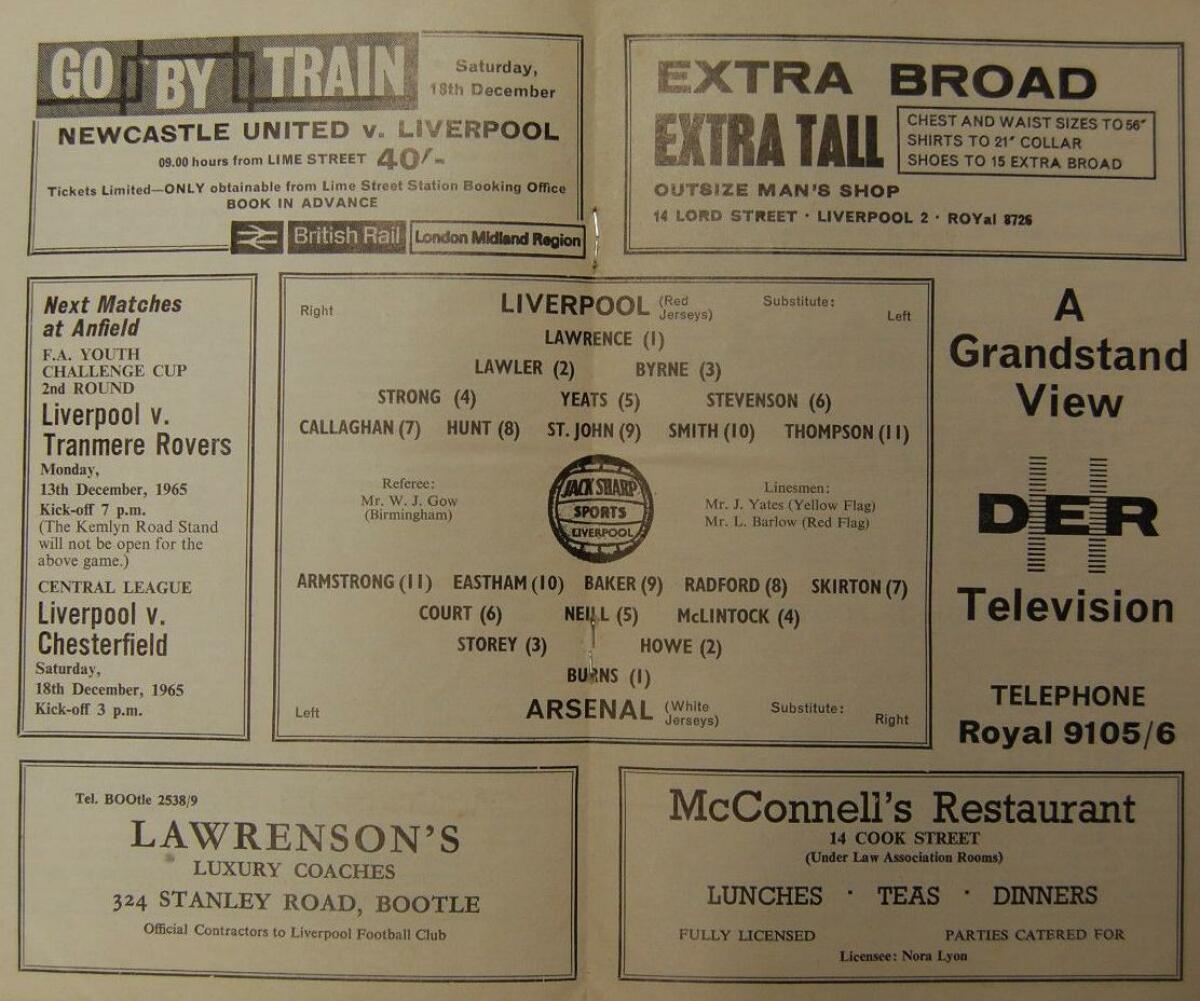 GO BY TRAIN
Saturday,
18th December
NEWCASTLE UNITED v. LIVERPOOL
09.00 hours from LIME STREET 40/-
Tickets Limited—ONLY obtainable from Lime Street Station Booking Office
BOOK IN ADVANCE
British Rail London Midland Region
EXTRA BROAD
EXTRA TALL
CHEST AND WAIST SIZES TO 56"
SHIRTS TO 21" COLLAR
SHOES TO 15 EXTRA BROAD
OUTSIZE MAN'S SHOP
14 LORD STREET · LIVERPOOL 2 · ROYal 8726
Next Matches
at Anfield
F.A. YOUTH
CHALLENGE CUP
2nd ROUND
Liverpool v.
Tranmere Rovers
Monday,
13th December, 1965
Kick-off 7 p.m.
(The Kemlyn Road Stand
will not be open for the
above game.)
CENTRAL LEAGUE
Liverpool v.
Chesterfield
Saturday,
18th December, 1965
Kick-off 3 p.m.
Right
LIVERPOOL (Red
Jerseys)
Substitute:
Left
LAWRENCE (1)
LAWLER (2) BYRNE (3)
STRONG (4) YEATS (5) STEVENSON (6)
CALLAGHAN (7) HUNT (8) ST. JOHN (9) SMITH (10) THOMPSON (11)
Referee:
Mr. W. J. Gow
(Birmingham)
JACK SHARP
SPORTS
LIVERPOOL
Linesmen:
Mr. J. Yates (Yellow Flag)
Mr. L. Barlow (Red Flag)
ARMSTRONG (11) EASTHAM (10) BAKER (9) RADFORD (8) SKIRTON (7)
COURT (6) NEILL (5) McLINTOCK (4)
STOREY (3) HOWE (2)
BURNS (1)
Left
ARSENAL (White
Jerseys)
Substitute:
Right
A
Grandstand
View
DER
Television
TELEPHONE
Royal 9105/6
Tel. BOOtle 2538/9
LAWRENSON'S
LUXURY COACHES
324 STANLEY ROAD, BOOTLE
Official Contractors to Liverpool Football Club
McConnell's Restaurant
14 COOK STREET
(Under Law Association Rooms)
LUNCHES · TEAS · DINNERS
FULLY LICENSED PARTIES CATERED FOR
Licensee: Nora Lyon